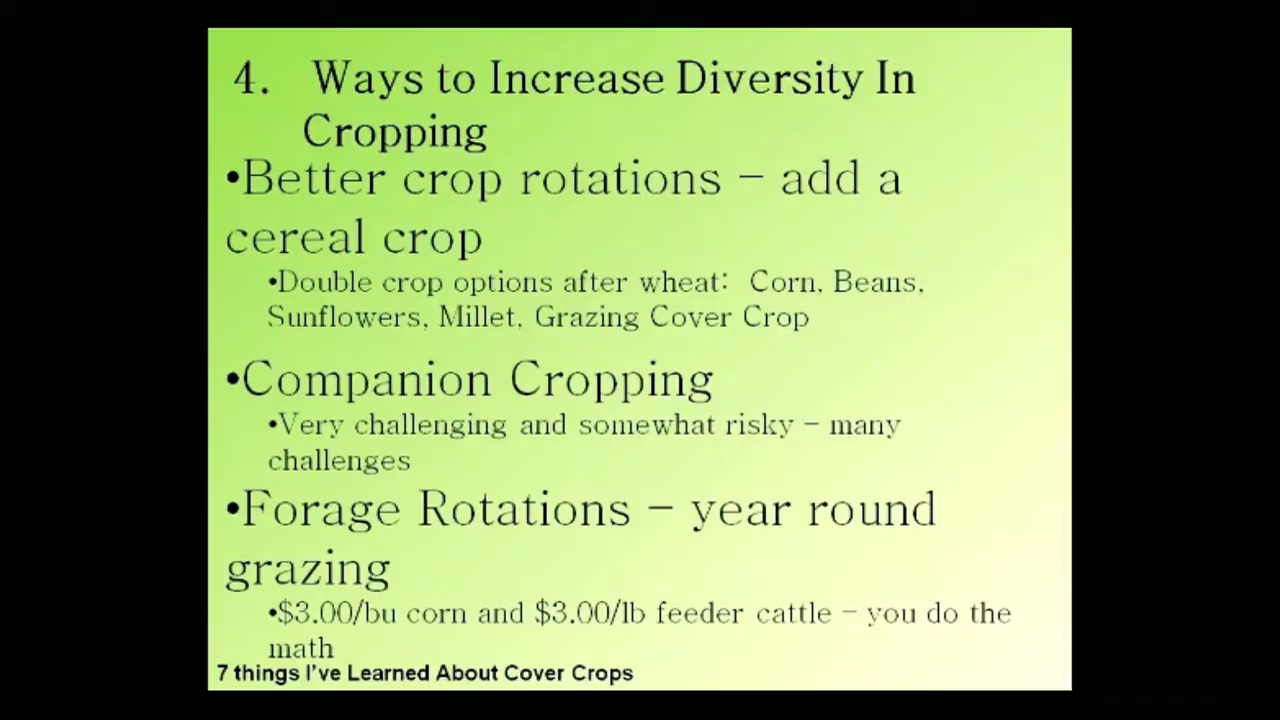 4. Ways to Increase Diversity In
Cropping
•Better crop rotations – add a
cereal crop
•Double crop options after wheat: Corn, Beans,
Sunflowers, Millet, Grazing Cover Crop
•Companion Cropping
•Very challenging and somewhat risky – many
challenges
•Forage Rotations – year round
grazing
•$3.00/bu corn and $3.00/lb feeder cattle – you do the
math
7 things I've Learned About Cover Crops